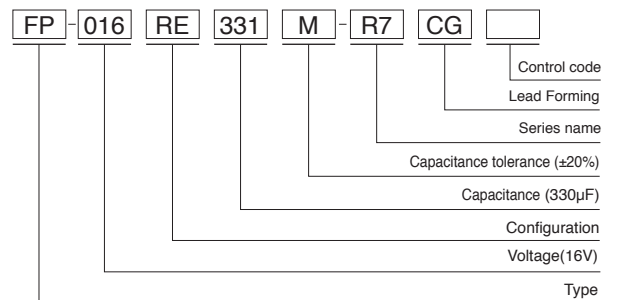 FP-016 RE 331 M-R7 CG
Control code
Lead Forming
Series name
Capacitance tolerance (±20%)
Capacitance (330µF)
Configuration
Voltage(16V)
Type